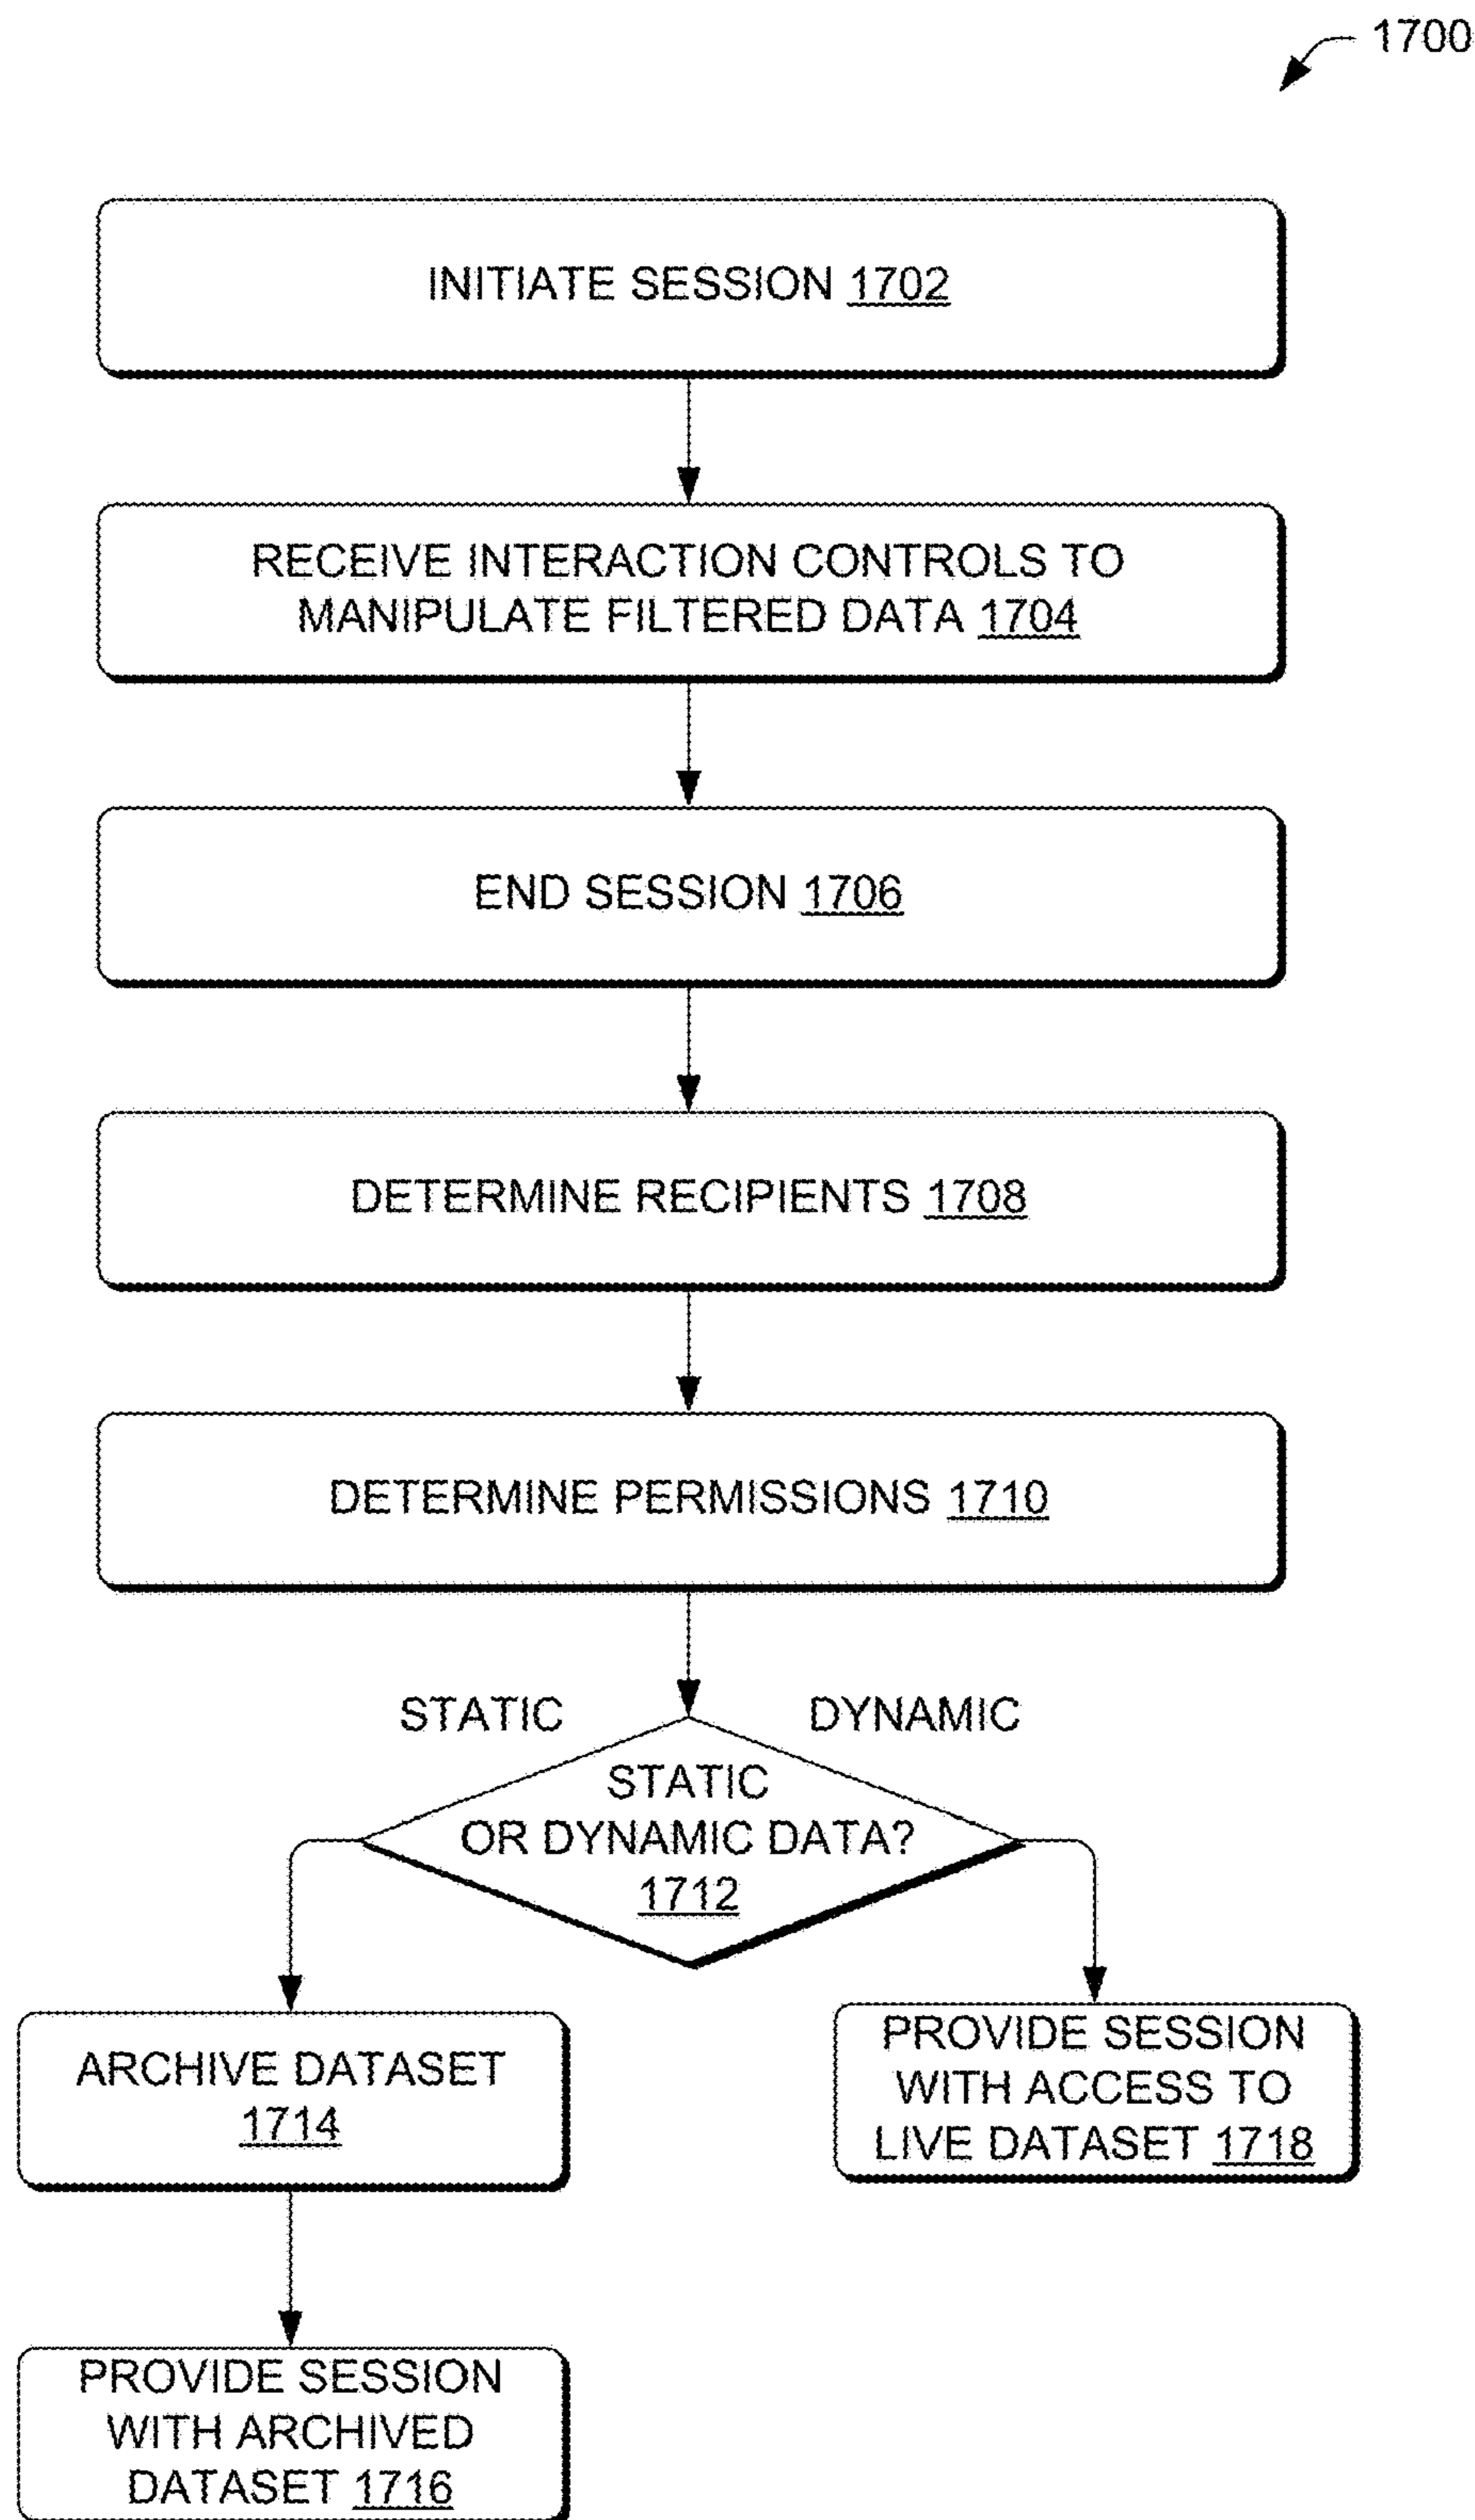 1700
INITIATE SESSION 1702
RECEIVE INTERACTION CONTROLS TO
MANIPULATE FILTERED DATA 1704
END SESSION 1706
DETERMINE RECIPIENTS 1708
DETERMINE PERMISSIONS 1710
STATIC
DYNAMIC
STATIC
OR DYNAMIC DATA?
1712
ARCHIVE DATASET
1714
PROVIDE SESSION
WITH ACCESS TO
LIVE DATASET 1718
PROVIDE SESSION
WITH ARCHIVED
DATASET 1716